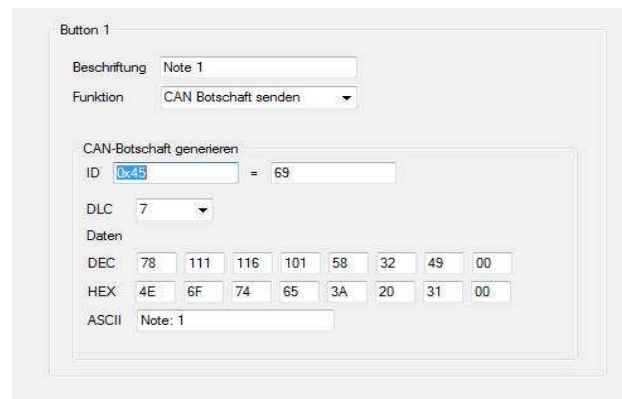 Button 1
Beschriftung Note 1
Funktion CAN Botschaft senden
CAN-Botschaft generieren
ID 0x45 = 69
DLC 7
Daten
DEC 78 111 116 101 58 32 49 00
HEX 4E 6F 74 65 3A 20 31 00
ASCII Note: 1